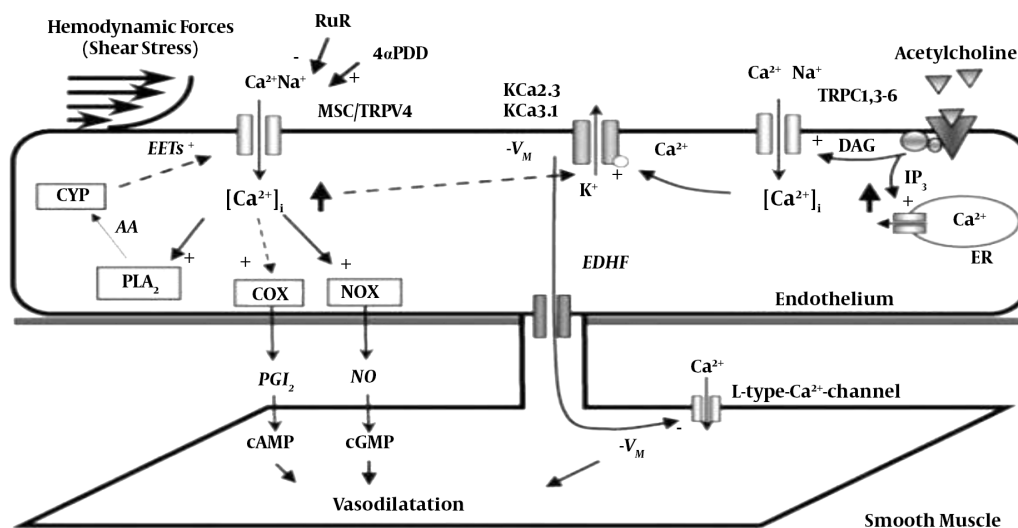 Hemodynamic Forces
(Shear Stress)
RuR
-
4αPDD
+
Ca²⁺Na⁺
MSC/TRPV4
KCa2.3
KCa3.1
Ca²⁺ Na⁺
Acetylcholine
TRPC1,3-6
EETs⁺
-V_M
Ca²⁺
+
DAG
CYP
[Ca²⁺]ᵢ
K⁺
+
[Ca²⁺]ᵢ
IP₃
+
AA
Ca²⁺
ER
PLA₂
+
+
+
COX
NOX
EDHF
Endothelium
PGI₂
NO
Ca²⁺
L-type-Ca²⁺-channel
cAMP
cGMP
-
-V_M
Vasodilatation
Smooth Muscle